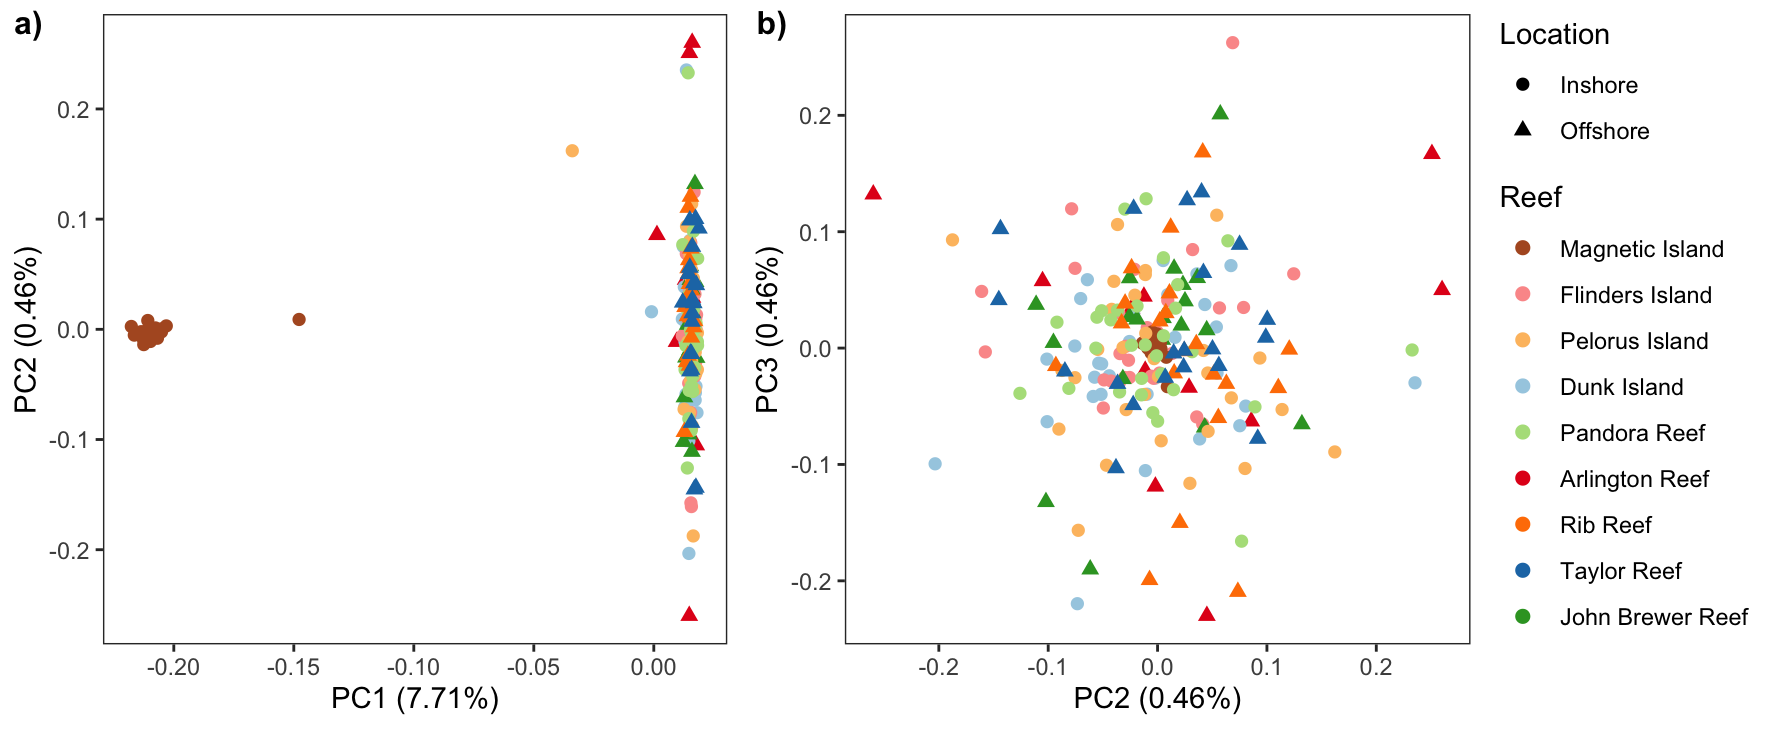 a)
PC2 (0.46%)
0.2
0.1
0.0
-0.1
-0.2
-0.20
-0.15
-0.10
-0.05
0.00
PC1 (7.71%)
b)
PC3 (0.46%)
0.2
0.1
0.0
-0.1
-0.2
-0.2
-0.1
0.0
0.1
0.2
PC2 (0.46%)
Location
Inshore
Offshore
Reef
Magnetic Island
Flinders Island
Pelorus Island
Dunk Island
Pandora Reef
Arlington Reef
Rib Reef
Taylor Reef
John Brewer Reef